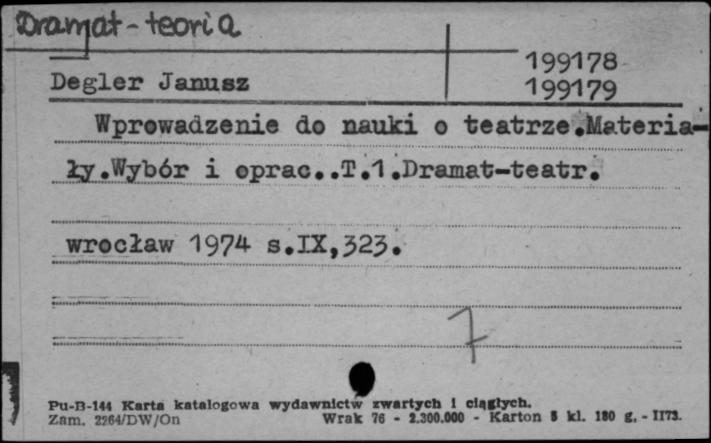 Dramat - teoria
199178
Degler Janusz 199179
Wprowadzenie do nauki o teatrze.Materia-
ły.Wybór i oprac..T.1.Dramat-teatr.
wrocław 1974 s.IX,323.
7
Pu-B-144 Karta katalogowa wydawnictw zwartych i ciągłych.
Zam. 2264/DW/On Wrak 76 - 2.300.000 - Karton 5 kl. 180 g. - II73.